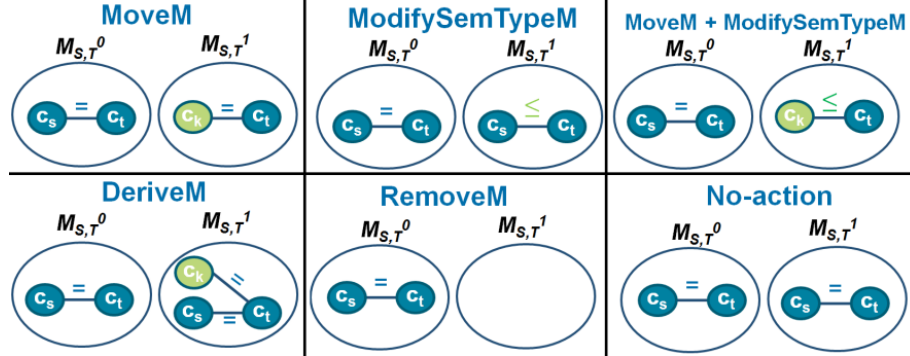 MoveM
M_{S,T}^0 M_{S,T}^1
c_s = c_t c_k = c_t
ModifySemTypeM
M_{S,T}^0 M_{S,T}^1
c_s = c_t c_s ≤ c_t
MoveM + ModifySemTypeM
M_{S,T}^0 M_{S,T}^1
c_s = c_t c_k ≤ c_t
DeriveM
M_{S,T}^0 M_{S,T}^1
c_k =
c_s = c_t c_s = c_t
RemoveM
M_{S,T}^0 M_{S,T}^1
c_s = c_t
No-action
M_{S,T}^0 M_{S,T}^1
c_s = c_t c_s = c_t